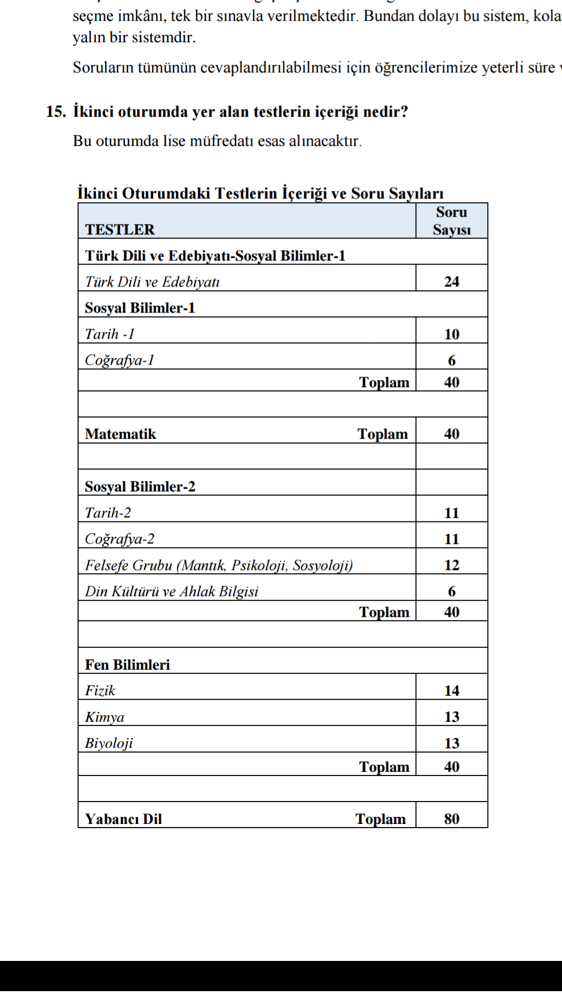 seçme imkânı, tek bir sınavla verilmektedir. Bundan dolayı bu sistem,
yalın bir sistemdir.
Soruların tümünün cevaplandırılabilmesi için öğrencilerimize yeterli süre
15. İkinci oturumda yer alan testlerin içeriği nedir?
Bu oturumda lise müfredatı esas alınacaktır.
İkinci Oturumdaki Testlerin İçeriği ve Soru Sayıları
TESTLER Soru Sayısı
Türk Dili ve Edebiyatı-Sosyal Bilimler-1
Türk Dili ve Edebiyatı 24
Sosyal Bilimler-1
Tarih -1 10
Coğrafya-1 6
Toplam 40
Matematik Toplam 40
Sosyal Bilimler-2
Tarih-2 11
Coğrafya-2 11
Felsefe Grubu (Mantık, Psikoloji, Sosyoloji) 12
Din Kültürü ve Ahlak Bilgisi 6
Toplam 40
Fen Bilimleri
Fizik 14
Kimya 13
Biyoloji 13
Toplam 40
Yabancı Dil Toplam 80